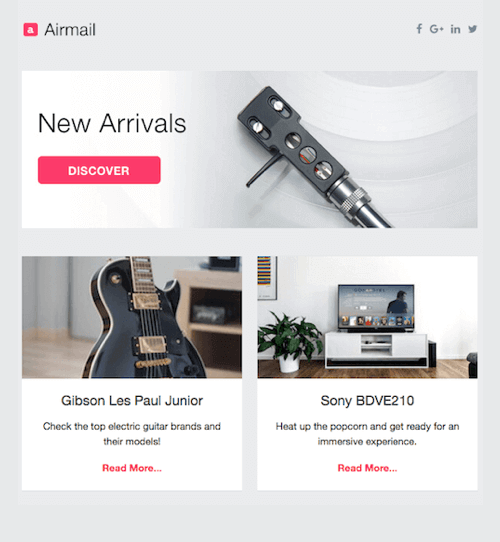 a Airmail
f G+ in
New Arrivals
DISCOVER
Gibson Les Paul Junior
Check the top electric guitar brands and
their models!
Read More...
Sony BDVE210
Heat up the popcorn and get ready for an
immersive experience.
Read More...